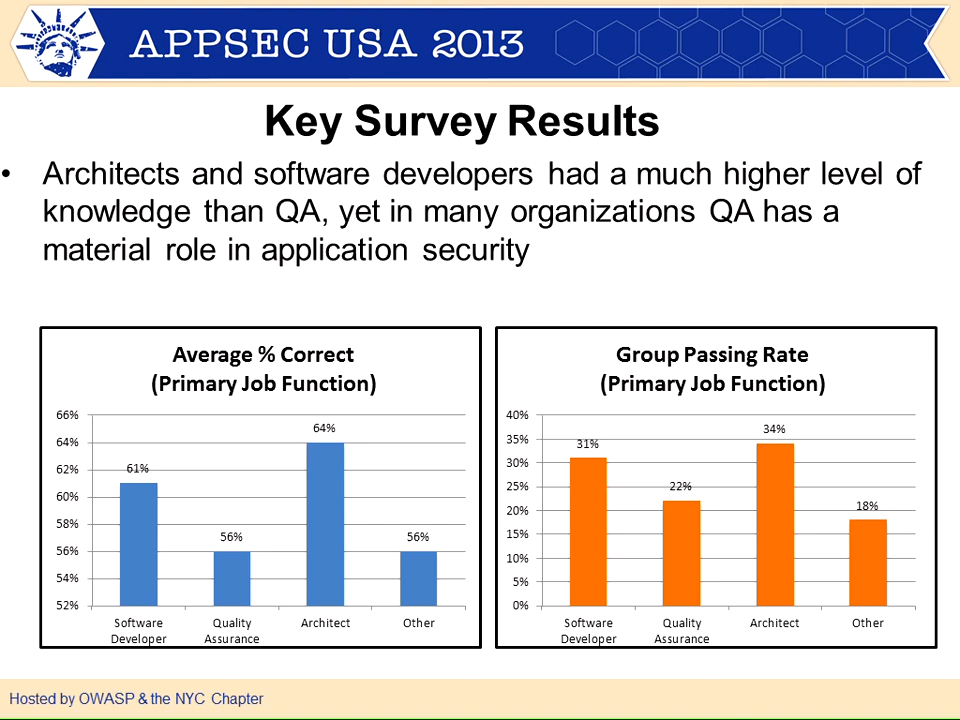 APPSEC USA 2013
Key Survey Results
• Architects and software developers had a much higher level of
knowledge than QA, yet in many organizations QA has a
material role in application security
Average % Correct
(Primary Job Function)
66%
64%
62%
60%
58%
56%
54%
52%
61%
56%
64%
56%
Software
Developer
Quality
Assurance
Architect
Other
Group Passing Rate
(Primary Job Function)
40%
35%
30%
25%
20%
15%
10%
5%
0%
31%
22%
34%
18%
Software
Developer
Quality
Assurance
Architect
Other
Hosted by OWASP & the NYC Chapter